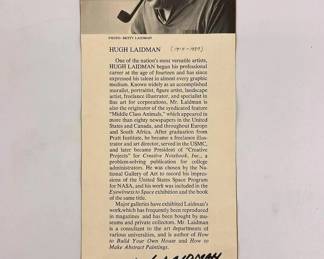 PHOTO: BETTY LAIDMAN
HUGH LAIDMAN (1913-1987)
One of the nation's most versatile artists,
HUGH LAIDMAN began his professional
career at the age of fourteen and has since
expressed his talent in almost every graphic
medium. Known widely as an accomplished
muralist, portraitist, figure artist, landscape
artist, freelance illustrator, and specialist in
fine art for corporations, Mr. Laidman is
also the originator of the syndicated feature
"Middle Class Animals," which appeared in
more than eighty newspapers in the United
States and Canada, and throughout Europe
and South Africa. After graduation from
Pratt Institute, he became a freelance illus-
trator and art director, served in the USMC,
and later became President of "Creative
Projects" for Creative Notebook, Inc., a
problem-solving publication for college
administrators. He was chosen by the Na-
tional Gallery of Art to record his impres-
sions of the United States Space Program
for NASA, and his work was included in the
Eyewitness to Space exhibition and the book
of the same title.
Major galleries have exhibited Laidman's
work, which has frequently been reproduced
in magazines and has been bought by mu-
seums and private collectors. Mr. Laidman
is a consultant to the art departments of
various universities, and is author of How
to Build Your Own House and How to
Make Abstract Paintings.
LAIDMAN